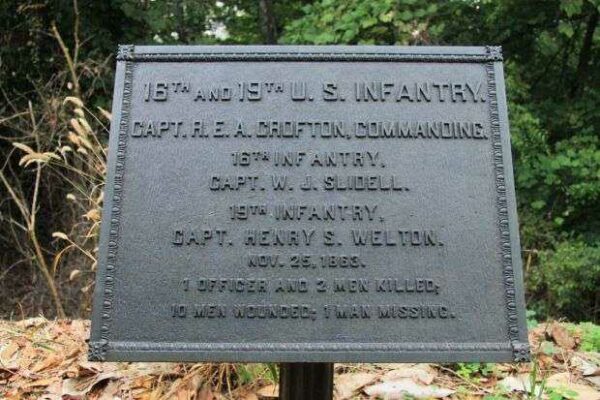 16TH AND 19TH U. S. INFANTRY.
CAPT. R. E. A. CROFTON, COMMANDING.
16TH INFANTRY.
CAPT. W. J. SLIDELL.
19TH INFANTRY,
CAPT. HENRY S. WELTON.
NOV. 25, 1863.
1 OFFICER AND 2 MEN KILLED;
10 MEN WOUNDED; 1 MAN MISSING.